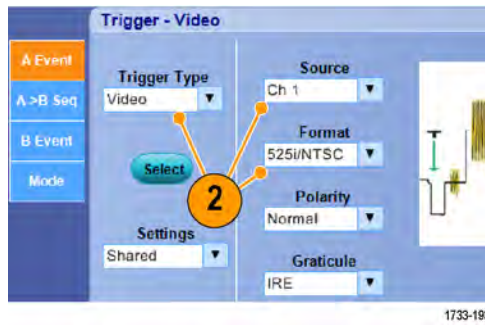 Trigger - Video
A Event
A->B Seq
B Event
Mode
Trigger Type
Video
Select
Settings
Shared
2
Source
Ch 1
Format
525i/NTSC
Polarity
Normal
Graticule
IRE
T